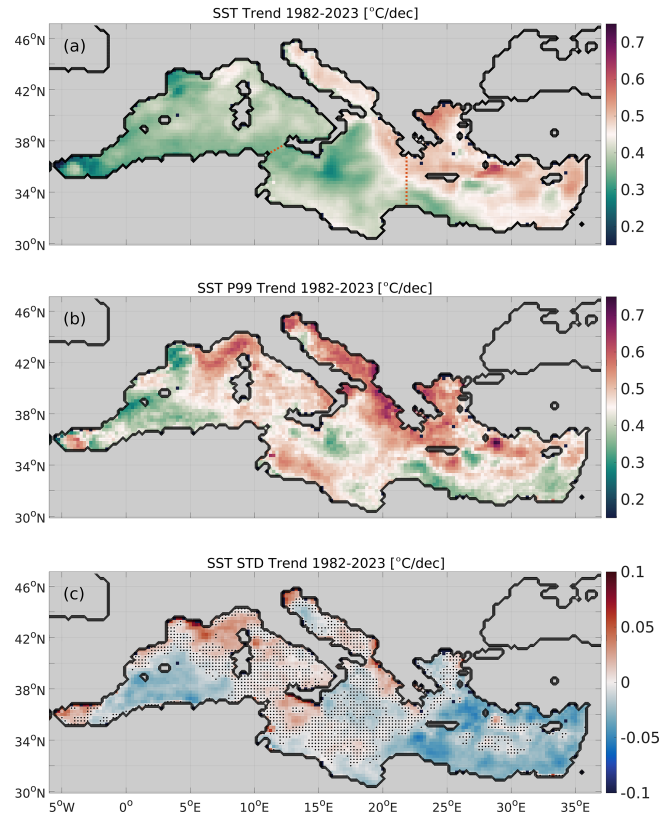 SST Trend 1982-2023 [°C/dec]
(a)
46°N
42°N
38°N
34°N
30°N
0.7
0.6
0.5
0.4
0.3
0.2
SST P99 Trend 1982-2023 [°C/dec]
(b)
46°N
42°N
38°N
34°N
30°N
0.7
0.6
0.5
0.4
0.3
0.2
SST STD Trend 1982-2023 [°C/dec]
(c)
46°N
42°N
38°N
34°N
30°N
0.1
0.05
0
-0.05
-0.1
5°W 0° 5°E 10°E 15°E 20°E 25°E 30°E 35°E